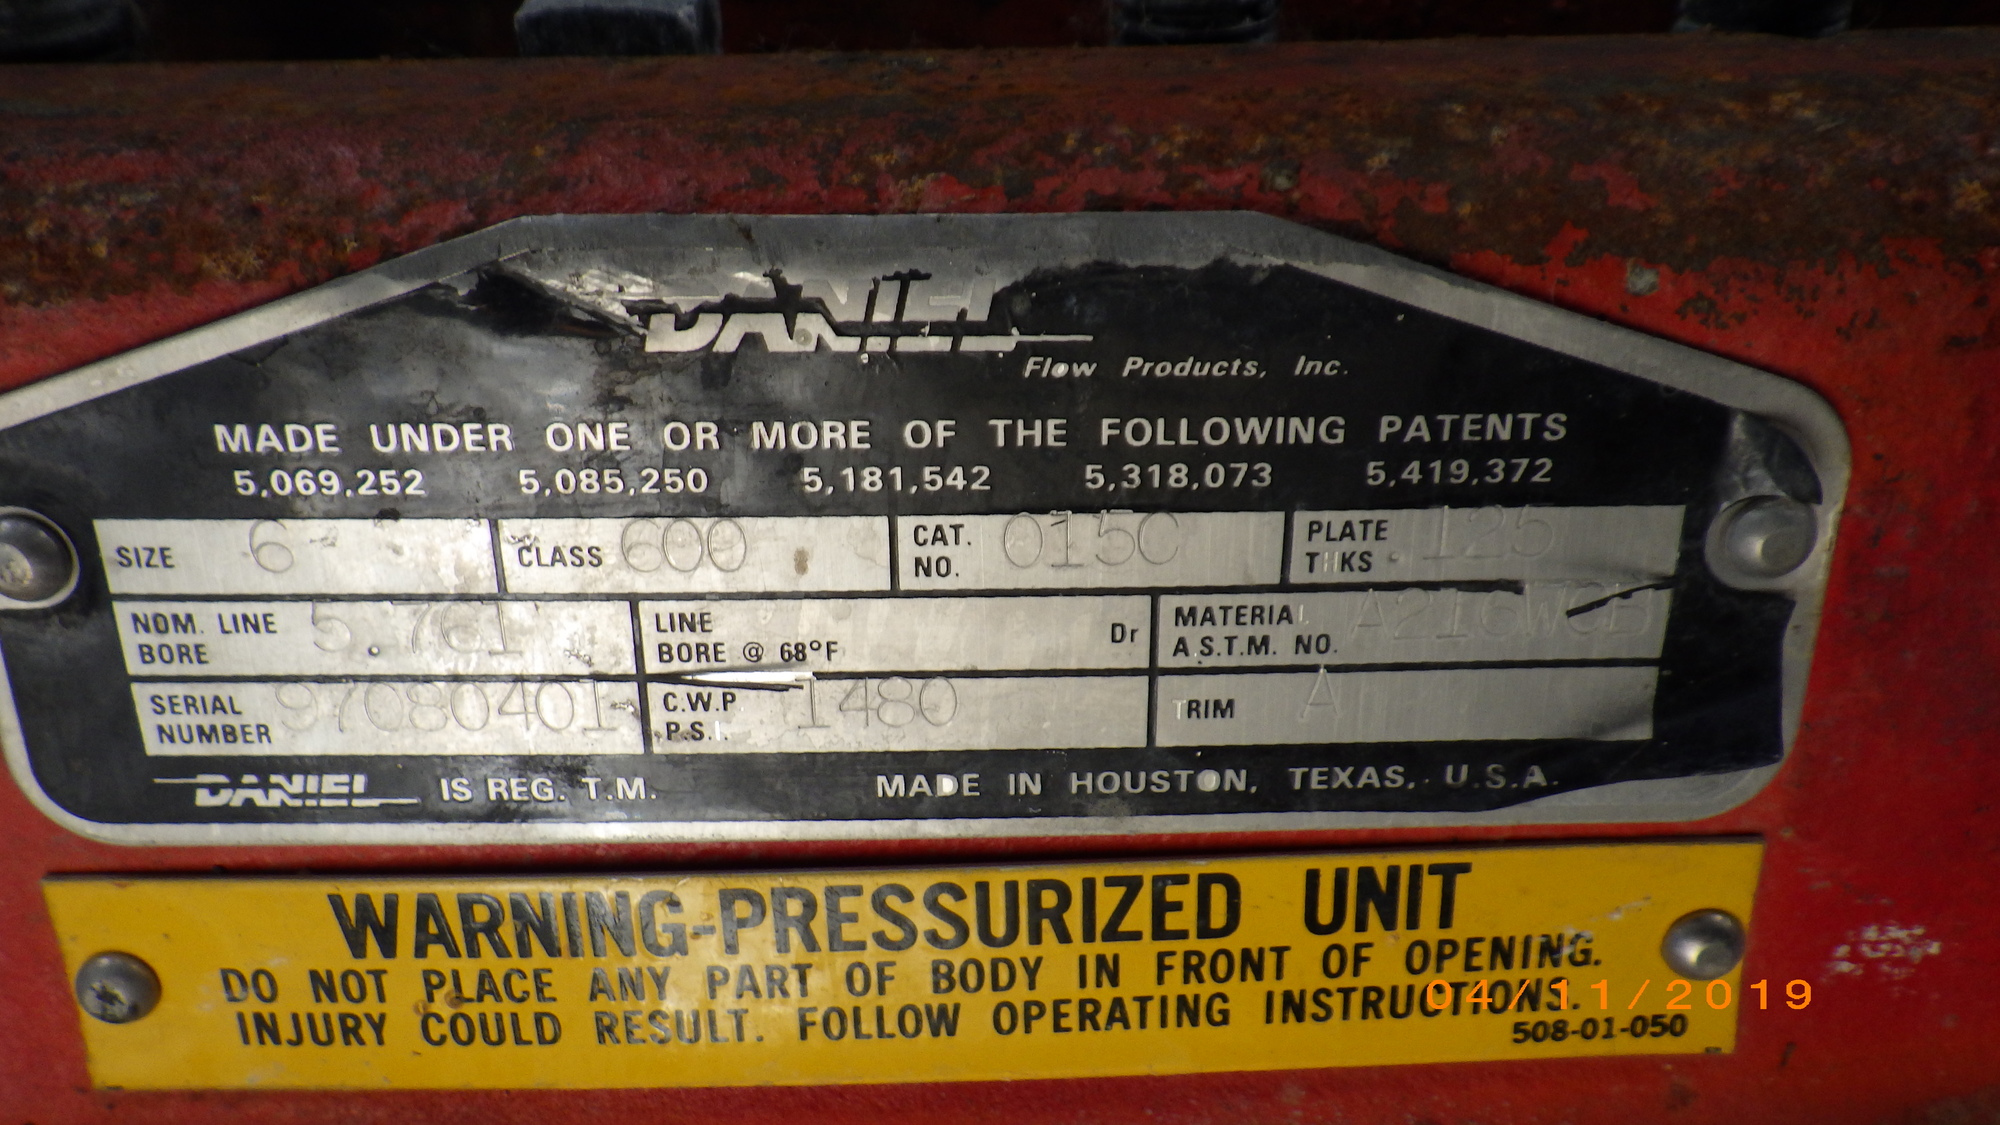 DANIEL
Flow Products, Inc.
MADE UNDER ONE OR MORE OF THE FOLLOWING PATENTS
5,069,252 5,085,250 5,181,542 5,318,073 5,419,372
SIZE 6 CLASS 600 CAT. NO. 015C PLATE THKS .125
NOM. LINE BORE 5.761 LINE BORE @ 68°F Dr MATERIAL A.S.T.M. NO. A216WCB
SERIAL NUMBER 97080401 C.W.P. P.S.I. 1480 TRIM A
DANIEL IS REG. T.M. MADE IN HOUSTON, TEXAS, U.S.A.
WARNING-PRESSURIZED UNIT
DO NOT PLACE ANY PART OF BODY IN FRONT OF OPENING.
INJURY COULD RESULT. FOLLOW OPERATING INSTRUCTIONS.
508-01-050
04/11/2019